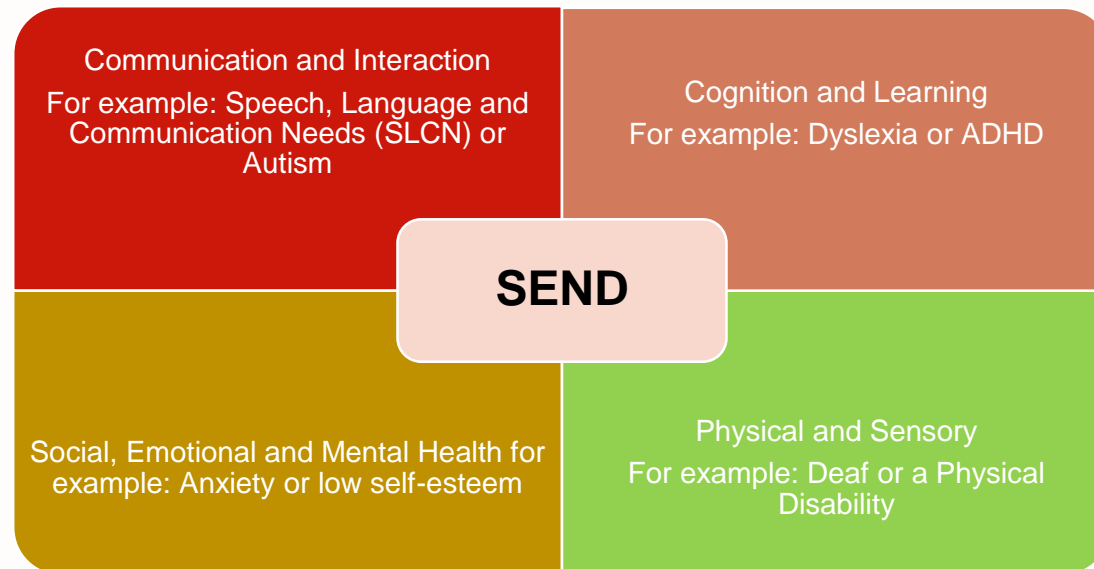 Communication and Interaction
For example: Speech, Language and
Communication Needs (SLCN) or
Autism
Cognition and Learning
For example: Dyslexia or ADHD
SEND
Social, Emotional and Mental Health for
example: Anxiety or low self-esteem
Physical and Sensory
For example: Deaf or a Physical
Disability